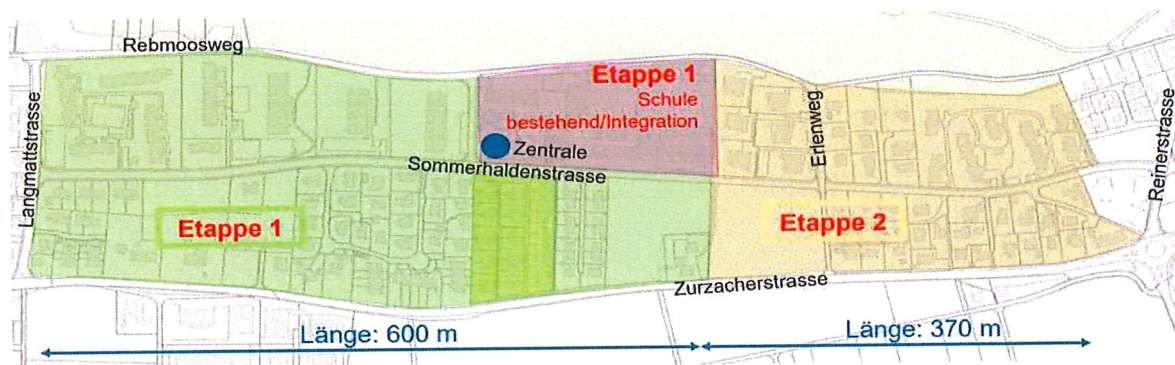 Rebmoosweg
Etappe 1
Schule
bestehend/Integration
Zentrale
Sommerhaldenstrasse
Langmattstrasse
Erlenweg
Reinerstrasse
Etappe 1
Etappe 2
Zurzacherstrasse
Länge: 600 m
Länge: 370 m